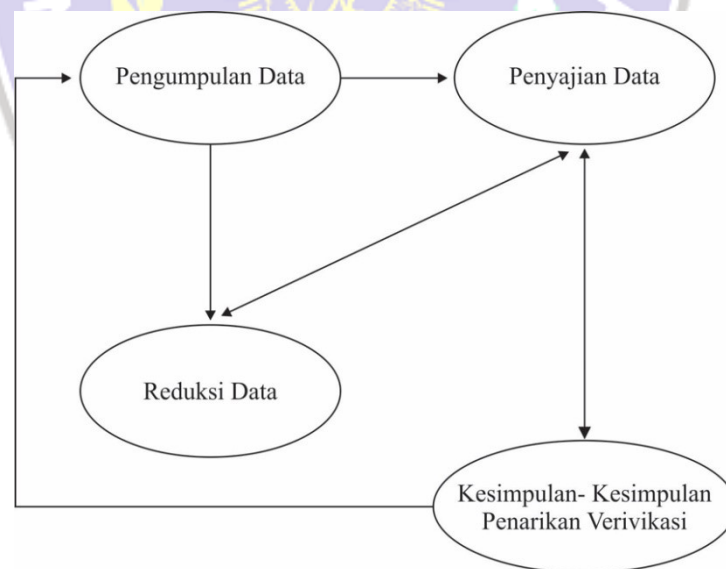 Pengumpulan Data
Penyajian Data
Reduksi Data
Kesimpulan- Kesimpulan
Penarikan Verivikasi